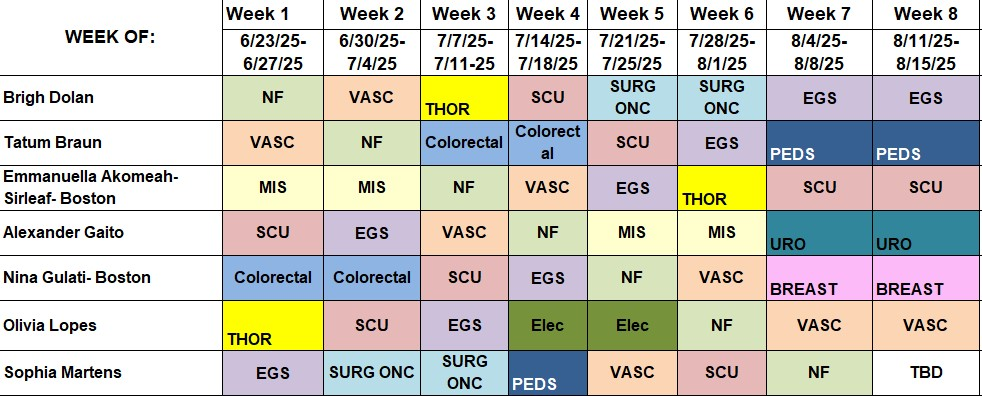 WEEK OF: Week 1 Week 2 Week 3 Week 4 Week 5 Week 6 Week 7 Week 8
6/23/25- 6/30/25- 7/7/25- 7/14/25- 7/21/25- 7/28/25- 8/4/25- 8/11/25-
6/27/25 7/4/25 7/11-25 7/18/25 7/25/25 8/1/25 8/8/25 8/15/25
Brigh Dolan NF VASC THOR SCU SURG ONC SURG ONC EGS EGS
Tatum Braun VASC NF Colorectal Colorectal SCU EGS PEDS PEDS
Emmanuella Akomeah-
Sirleaf- Boston MIS MIS NF VASC EGS THOR SCU SCU
Alexander Gaito SCU EGS VASC NF MIS MIS URO URO
Nina Gulati- Boston Colorectal Colorectal SCU EGS NF VASC BREAST BREAST
Olivia Lopes THOR SCU EGS Elec Elec NF VASC VASC
Sophia Martens EGS SURG ONC SURG ONC PEDS VASC SCU NF TBD